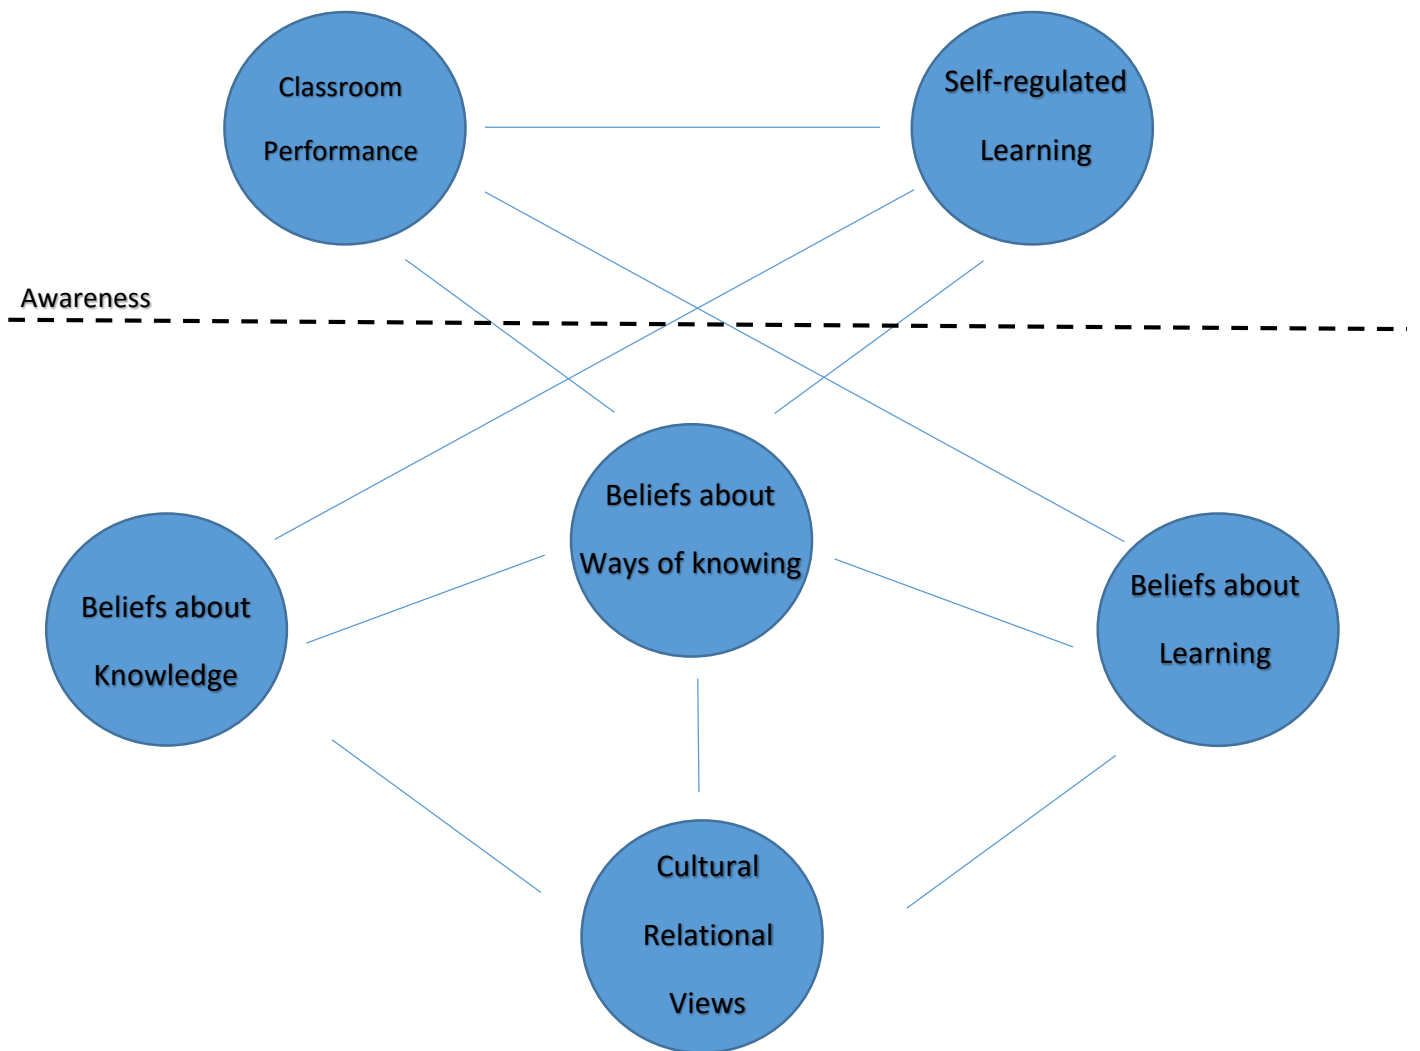 Classroom
Performance
Self-regulated
Learning
Awareness
Beliefs about
Ways of knowing
Beliefs about
Knowledge
Beliefs about
Learning
Cultural
Relational
Views